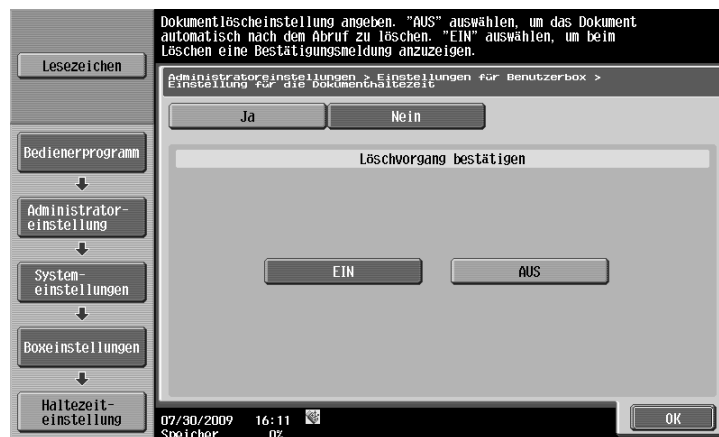 Dokumentlöscheinstellung angeben. "AUS" auswählen, um das Dokument
automatisch nach dem Abruf zu löschen. "EIN" auswählen, um beim
Löschen eine Bestätigungsmeldung anzuzeigen.
Lesezeichen
Administratoreinstellungen > Einstellungen für Benutzerbox >
Einstellung für die Dokumenthaltezeit
Ja
Nein
Bedienerprogramm
Löschvorgang bestätigen
Administrator-
einstellung
System-
einstellungen
EIN
AUS
Boxeinstellungen
Haltezeit-
einstellung
07/30/2009 16:11
Speicher 0%
OK